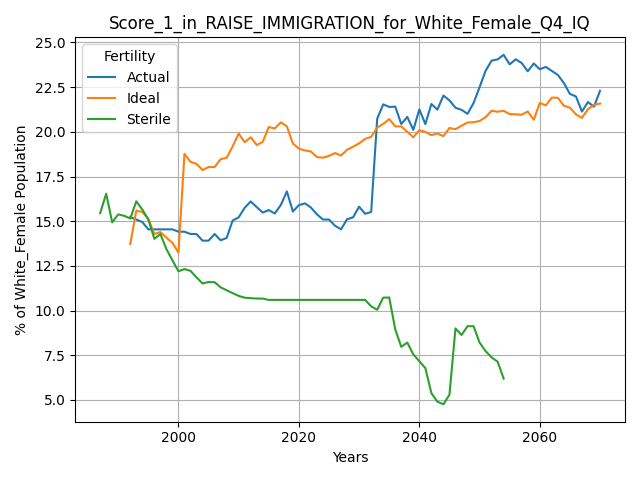 Score_1_in_RAISE_IMMIGRATION_for_White_Female_Q4_IQ
Fertility
Actual
Ideal
Sterile
% of White_Female Population
25.0
22.5
20.0
17.5
15.0
12.5
10.0
7.5
5.0
2000
2020
2040
2060
Years